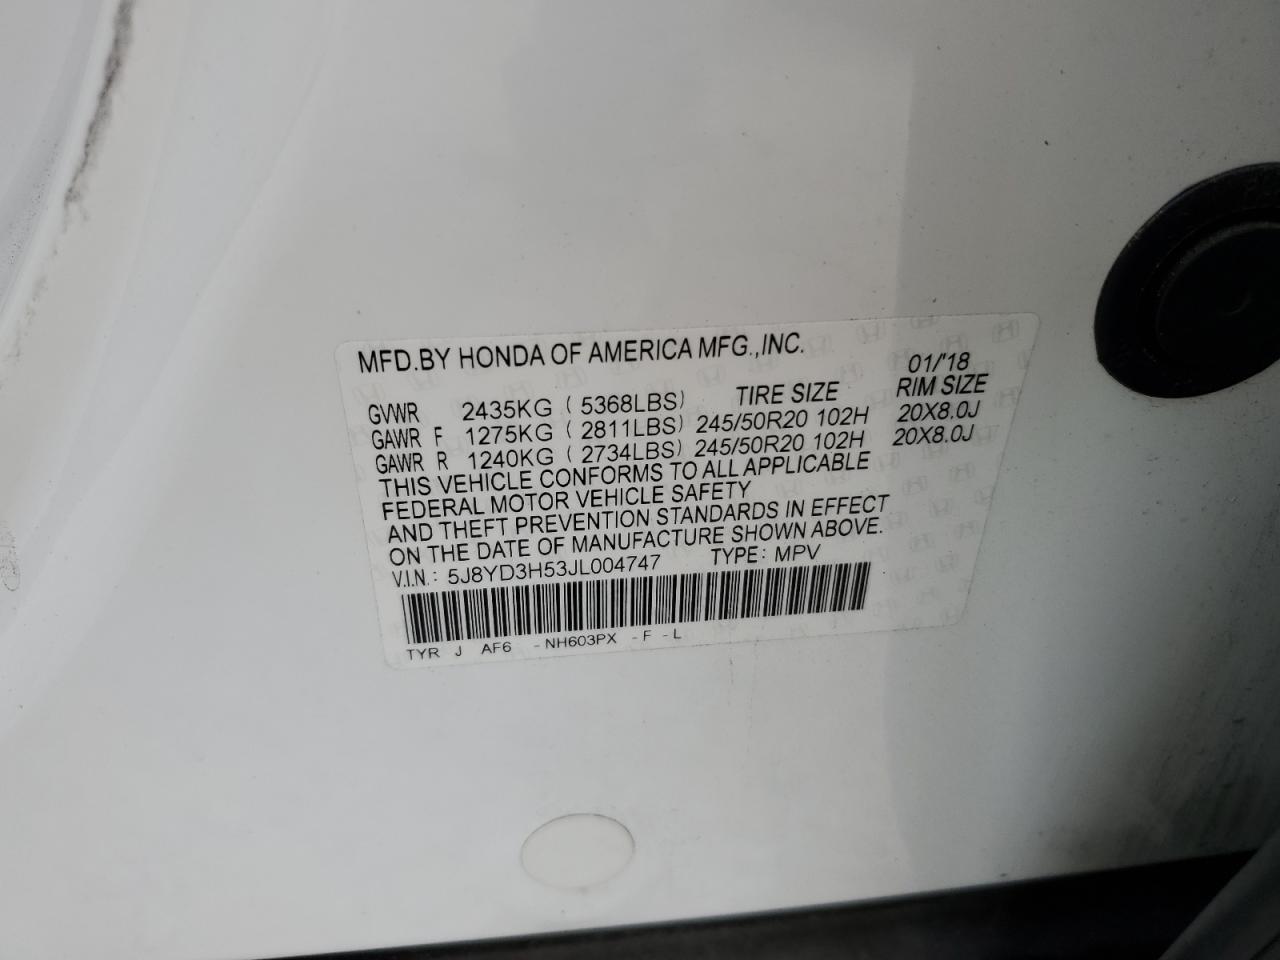 MFD.BY HONDA OF AMERICA MFG.,INC. 01/'18
GVWR 2435KG ( 5368LBS) TIRE SIZE RIM SIZE
GAWR F 1275KG ( 2811LBS) 245/50R20 102H 20X8.0J
GAWR R 1240KG ( 2734LBS) 245/50R20 102H 20X8.0J
THIS VEHICLE CONFORMS TO ALL APPLICABLE
FEDERAL MOTOR VEHICLE SAFETY
AND THEFT PREVENTION STANDARDS IN EFFECT
ON THE DATE OF MANUFACTURE SHOWN ABOVE.
V.I.N.: 5J8YD3H53JL004747 TYPE: MPV
TYR J AF6 -NH603PX -F -L